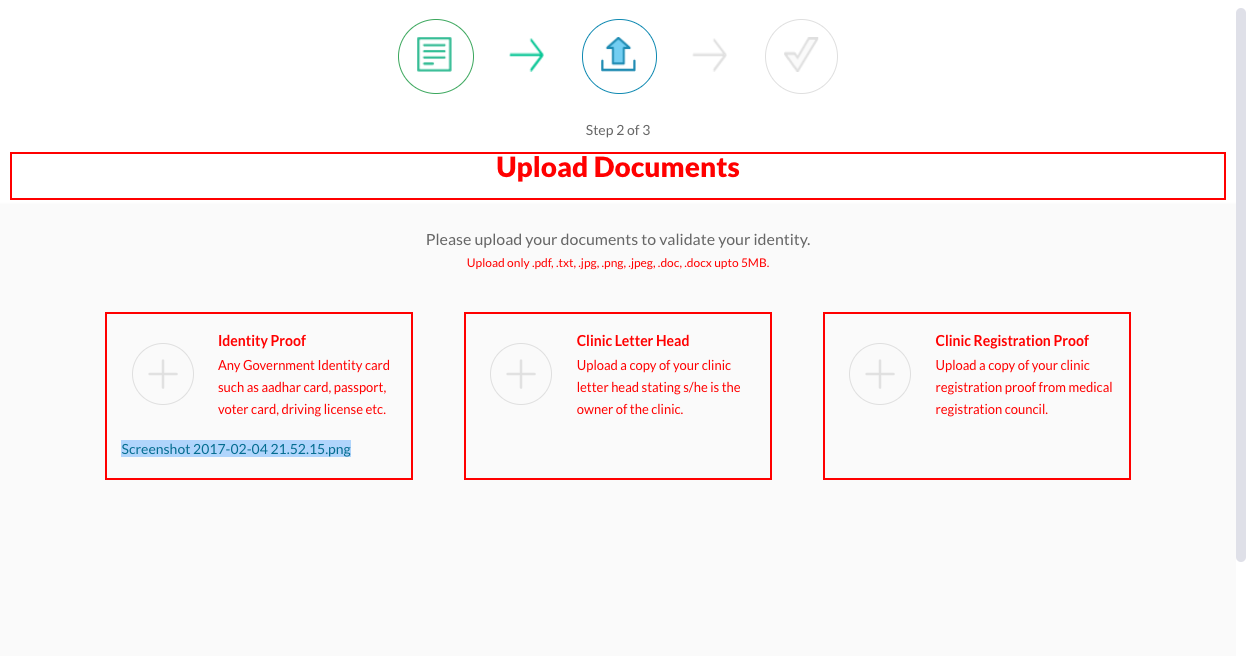 Step 2 of 3
Upload Documents
Please upload your documents to validate your identity.
Upload only .pdf, .txt, .jpg, .png, .jpeg, .doc, .docx upto 5MB.
Identity Proof
Any Government Identity card
such as aadhar card, passport,
voter card, driving license etc.
Screenshot 2017-02-04 21.52.15.png
Clinic Letter Head
Upload a copy of your clinic
letter head stating s/he is the
owner of the clinic.
Clinic Registration Proof
Upload a copy of your clinic
registration proof from medical
registration council.